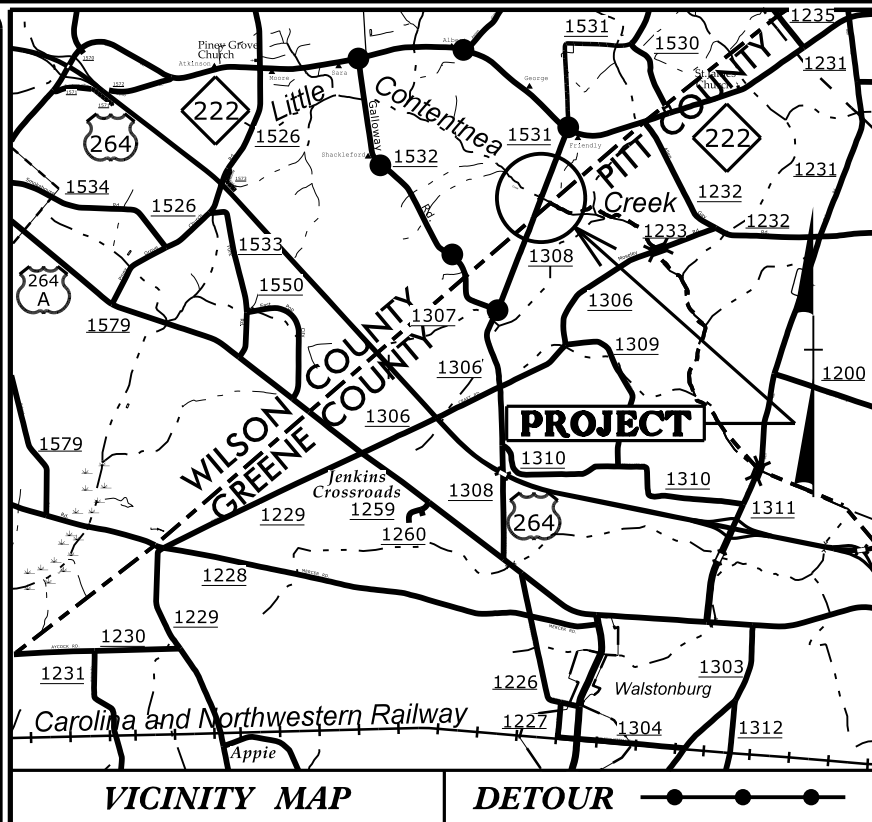 1235
1531
1530
Piney Grove
Church
Atkinson
Moore
Sara
George
1231
222
264
Little
1526
Contentnea
Galloway
Shackleford
1532
Rd.
1531
Friendly
PITT COUNTY
222
1534
1526
1533
1232
1231
Creek
1233
1232
1308
264
A
1550
1579
1307
1306
1309
1306
1200
WILSON COUNTY
GREENE COUNTY
1306
PROJECT
1579
Jenkins
Crossroads
1310
1310
1308
1259
1260
264
1311
1229
1228
1229
1230
1231
1226
1227
1303
Walstonburg
1304
1312
Carolina and Northwestern Railway
Appie
VICINITY MAP
DETOUR